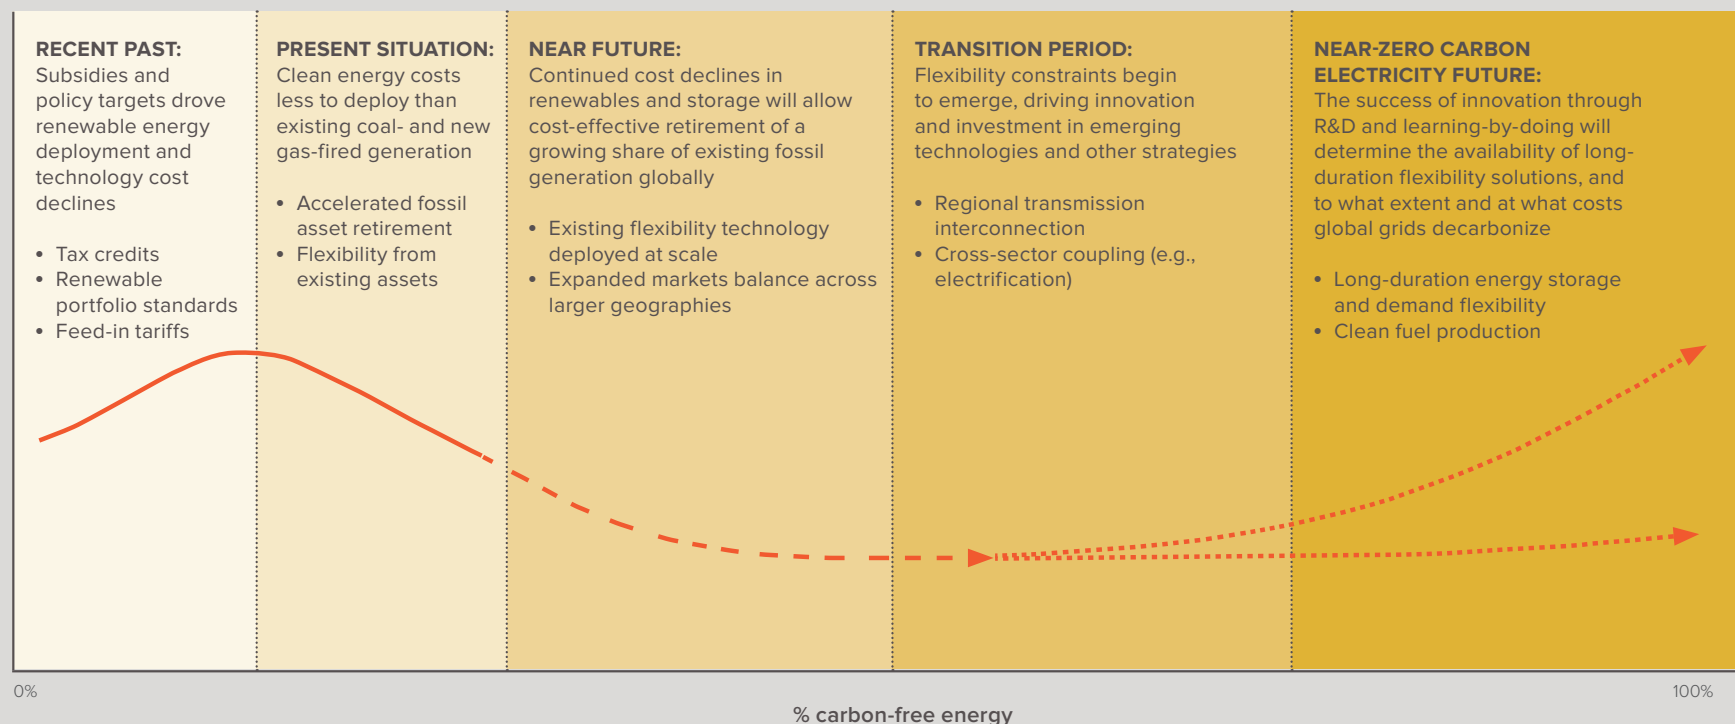 RECENT PAST:
Subsidies and
policy targets drove
renewable energy
deployment and
technology cost
declines
• Tax credits
• Renewable
portfolio standards
• Feed-in tariffs
PRESENT SITUATION:
Clean energy costs
less to deploy than
existing coal- and new
gas-fired generation
• Accelerated fossil
asset retirement
• Flexibility from
existing assets
NEAR FUTURE:
Continued cost declines in
renewables and storage will allow
cost-effective retirement of a
growing share of existing fossil
generation globally
• Existing flexibility technology
deployed at scale
• Expanded markets balance across
larger geographies
TRANSITION PERIOD:
Flexibility constraints begin
to emerge, driving innovation
and investment in emerging
technologies and other strategies
• Regional transmission
interconnection
• Cross-sector coupling (e.g.,
electrification)
NEAR-ZERO CARBON
ELECTRICITY FUTURE:
The success of innovation through
R&D and learning-by-doing will
determine the availability of long-
duration flexibility solutions, and
to what extent and at what costs
global grids decarbonize
• Long-duration energy storage
and demand flexibility
• Clean fuel production
0%
100%
% carbon-free energy